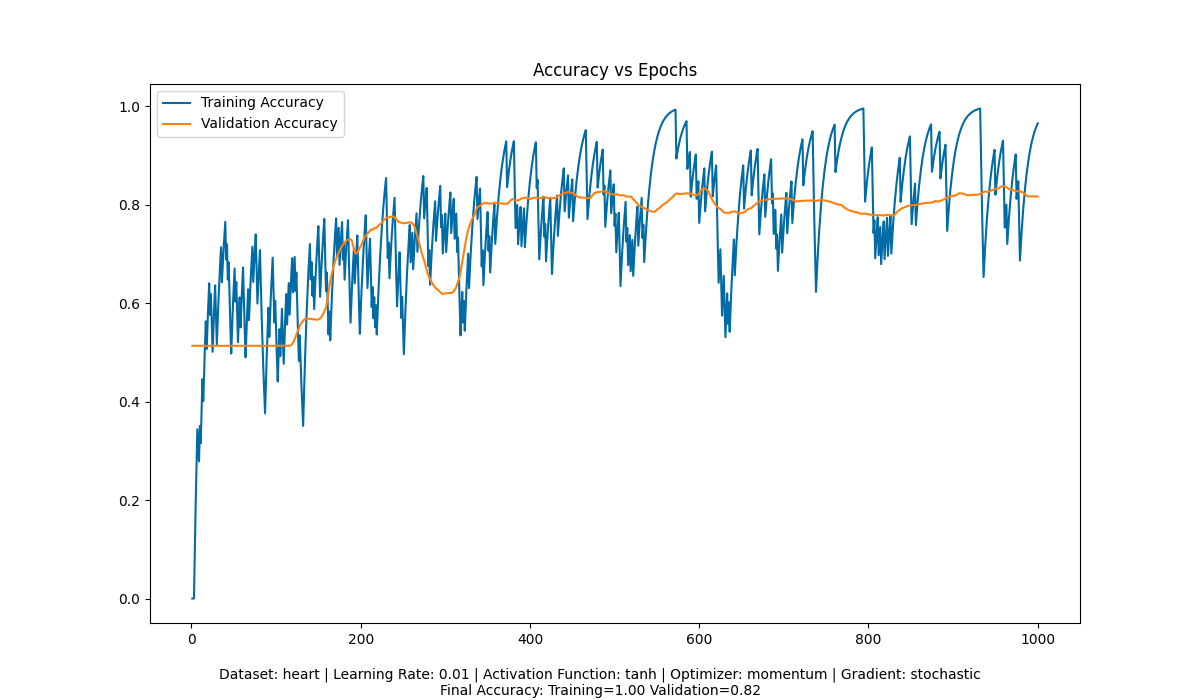 Accuracy vs Epochs
Training Accuracy
Validation Accuracy
1.0
0.8
0.6
0.4
0.2
0.0
0 200 400 600 800 1000
Dataset: heart | Learning Rate: 0.01 | Activation Function: tanh | Optimizer: momentum | Gradient: stochastic
Final Accuracy: Training=1.00 Validation=0.82